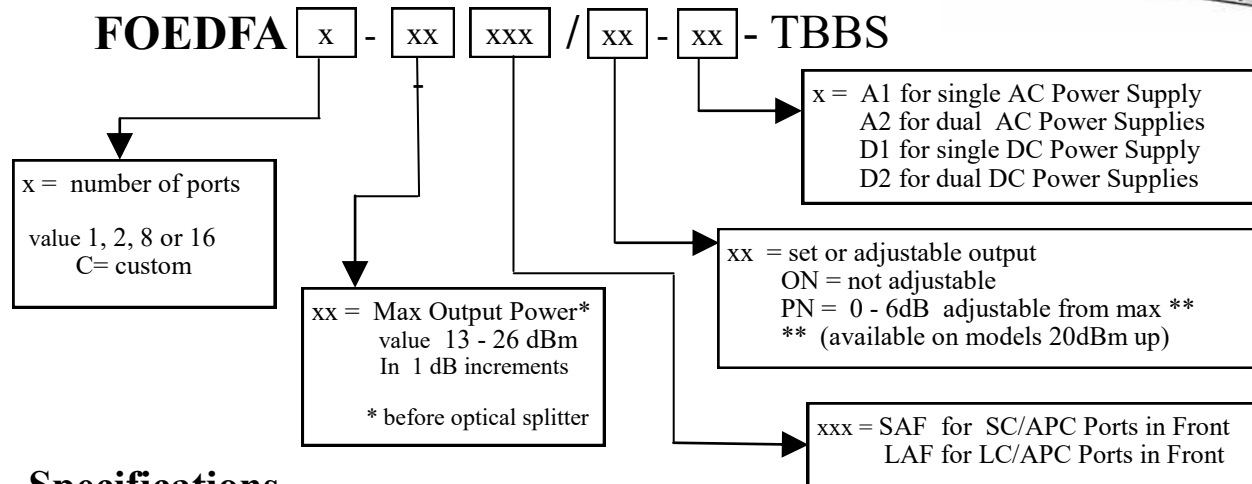 FOEDFA x - xx xxx / xx - xx - TBBS
x = A1 for single AC Power Supply
A2 for dual AC Power Supplies
D1 for single DC Power Supply
D2 for dual DC Power Supplies
x = number of ports
value 1, 2, 8 or 16
C= custom
xx = set or adjustable output
ON = not adjustable
PN = 0 - 6dB adjustable from max **
** (available on models 20dBm up)
xx = Max Output Power*
value 13 - 26 dBm
In 1 dB increments
* before optical splitter
xxx = SAF for SC/APC Ports in Front
LAF for LC/APC Ports in Front
Specifications